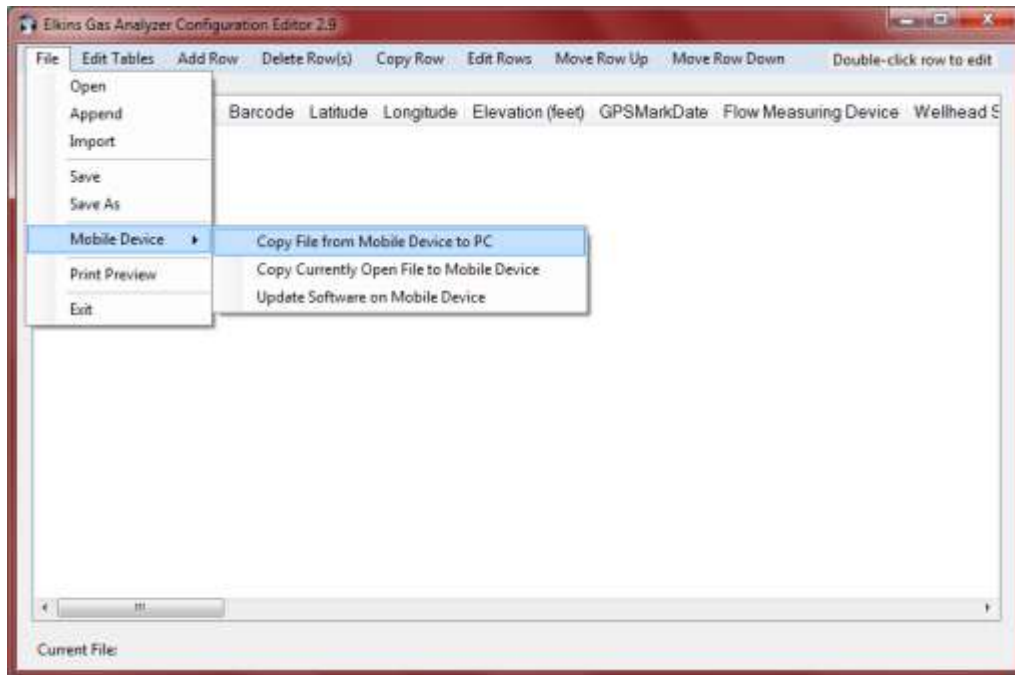 Elkins Gas Analyzer Configuration Editor 2.9
File Edit Tables Add Row Delete Row(s) Copy Row Edit Rows Move Row Up Move Row Down Double-click row to edit
Barcode Latitude Longitude Elevation (feet) GPSMarkDate Flow Measuring Device Wellhead S
Open
Append
Import
Save
Save As
Mobile Device
Print Preview
Exit
Copy File from Mobile Device to PC
Copy Currently Open File to Mobile Device
Update Software on Mobile Device
Current File: